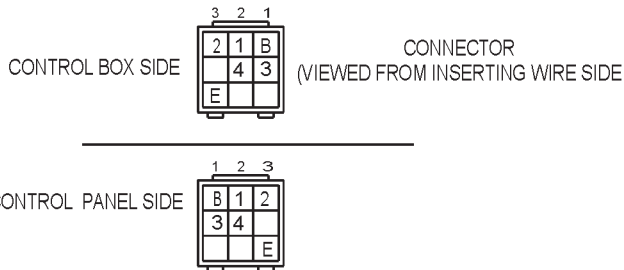 3 2 1
2 1 B
CONTROL BOX SIDE
4 3
E
CONNECTOR
(VIEWED FROM INSERTING WIRE SIDE
1 2 3
CONTROL PANEL SIDE
B 1 2
3 4
E